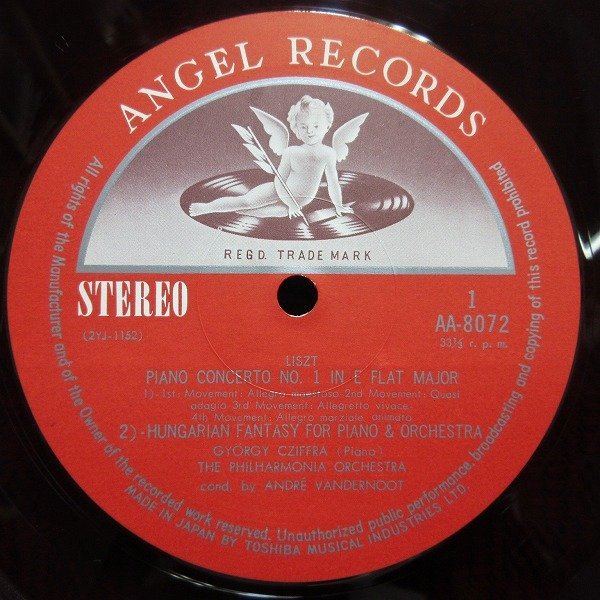 ANGEL RECORDS
REGD. TRADE MARK
STEREO
1
(2YJ-1152)
AA-8072
33⅓ r. p. m.
LISZT
PIANO CONCERTO NO. 1 IN E FLAT MAJOR
1)-1st: Movement: Allegro maestoso 2nd Movement: Quasi
adagio 3rd Movement: Allegretto vivace-
4th Movement: Allegro marziale animato
2)-HUNGARIAN FANTASY FOR PIANO & ORCHESTRA
GYÖRGY CZIFFRA (Piano)
THE PHILHARMONIA ORCHESTRA
cond. by ANDRÉ VANDERNOOT
All rights of the Manufacturer and of the Owner of the recorded work reserved. Unauthorized public performance, broadcasting and copying of this record prohibited
MADE IN JAPAN BY TOSHIBA MUSICAL INDUSTRIES LTD.